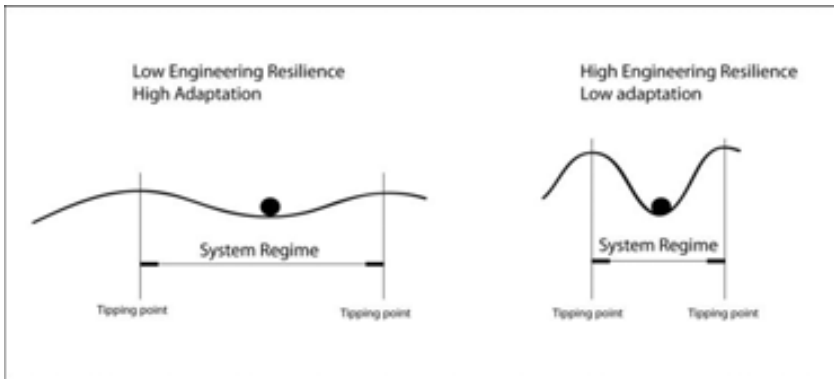 Low Engineering Resilience
High Adaptation
System Regime
Tipping point
Tipping point
High Engineering Resilience
Low adaptation
System Regime
Tipping point
Tipping point